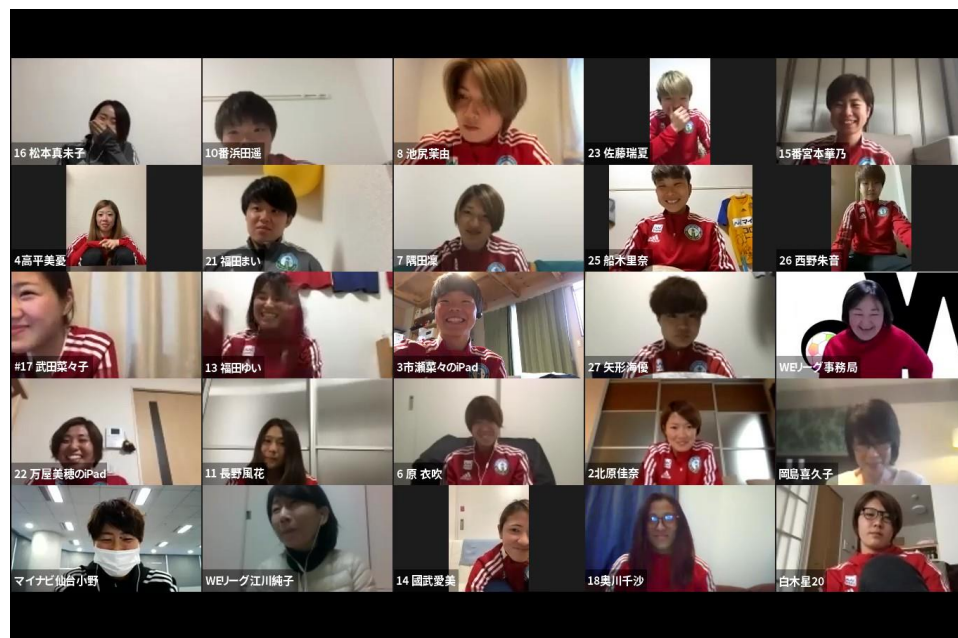 16 松本真未子
10番浜田遥
8 池尻茉由
23 佐藤瑞夏
15番宮本華乃
4高平美憂
21 福田まい
7 隅田凜
25 船木里奈
26 西野朱音
#17 武田菜々子
13 福田ゆい
3市瀬菜々のiPad
27 矢形海優
WEリーグ事務局
22 万屋美穂のiPad
11 長野風花
6 原 衣吹
2北原佳奈
岡島喜久子
マイナビ仙台小野
WEリーグ江川純子
14 國武愛美
18奥川千沙
白木星20